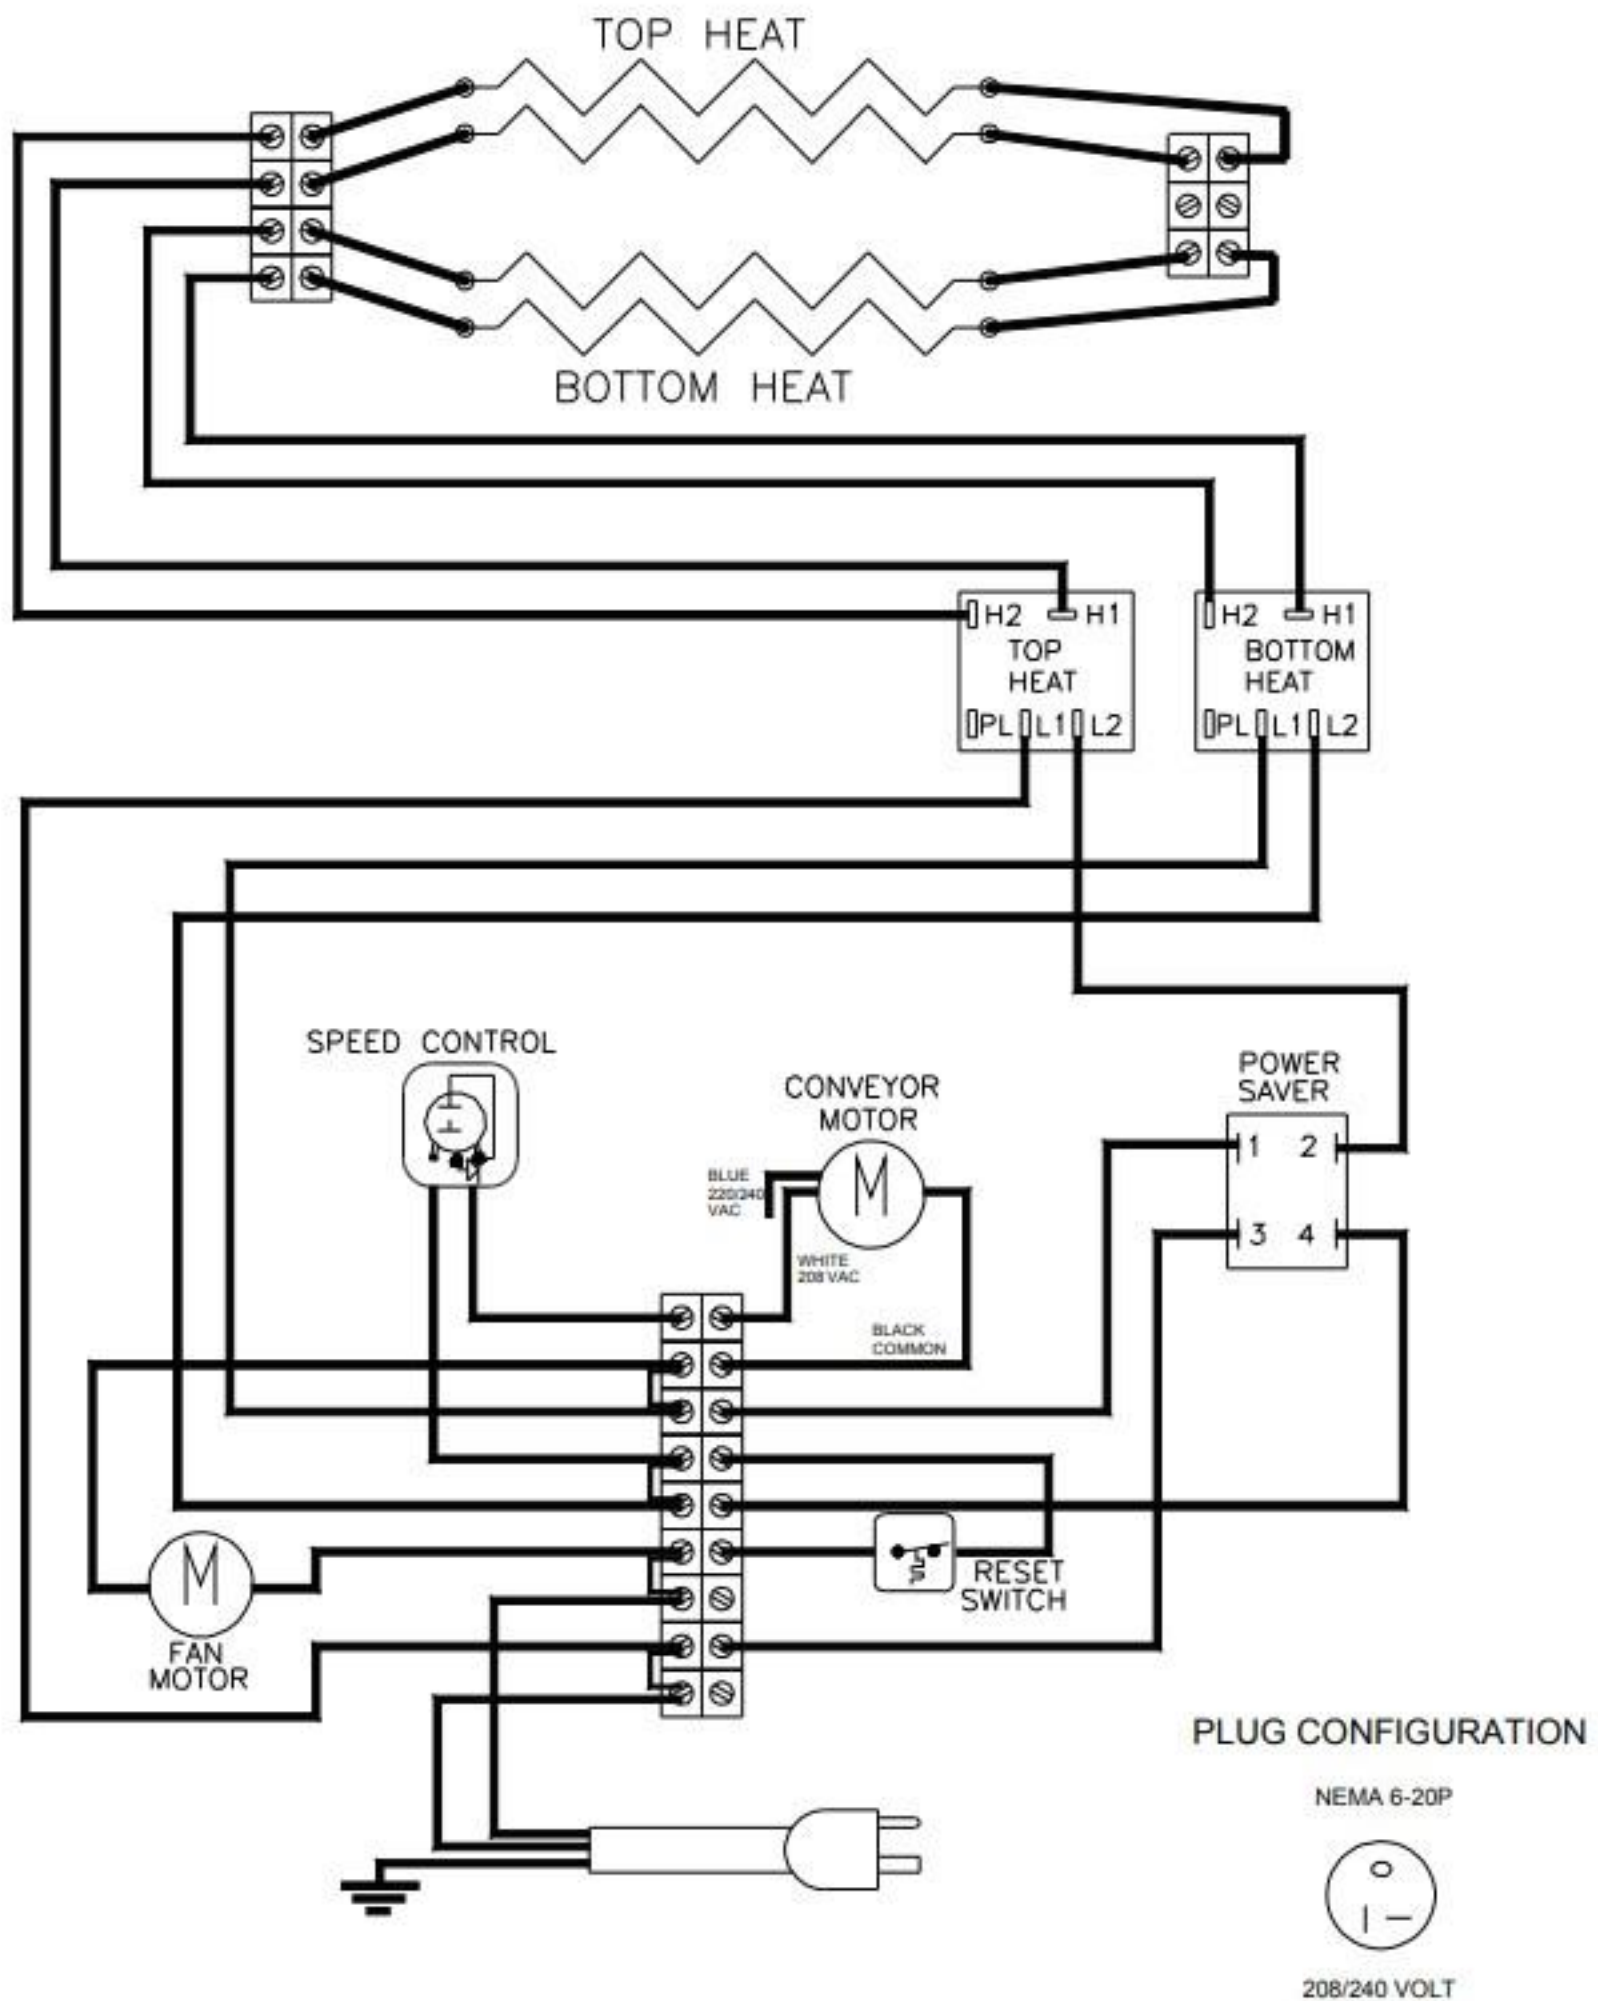 TOP HEAT
BOTTOM HEAT
H2 H1
TOP
HEAT
PL L1 L2
H2 H1
BOTTOM
HEAT
PL L1 L2
SPEED CONTROL
CONVEYOR
MOTOR
M
BLUE
220/240
VAC
WHITE
208 VAC
BLACK
COMMON
POWER
SAVER
1 2
3 4
M
FAN
MOTOR
RESET
SWITCH
PLUG CONFIGURATION
NEMA 6-20P
208/240 VOLT